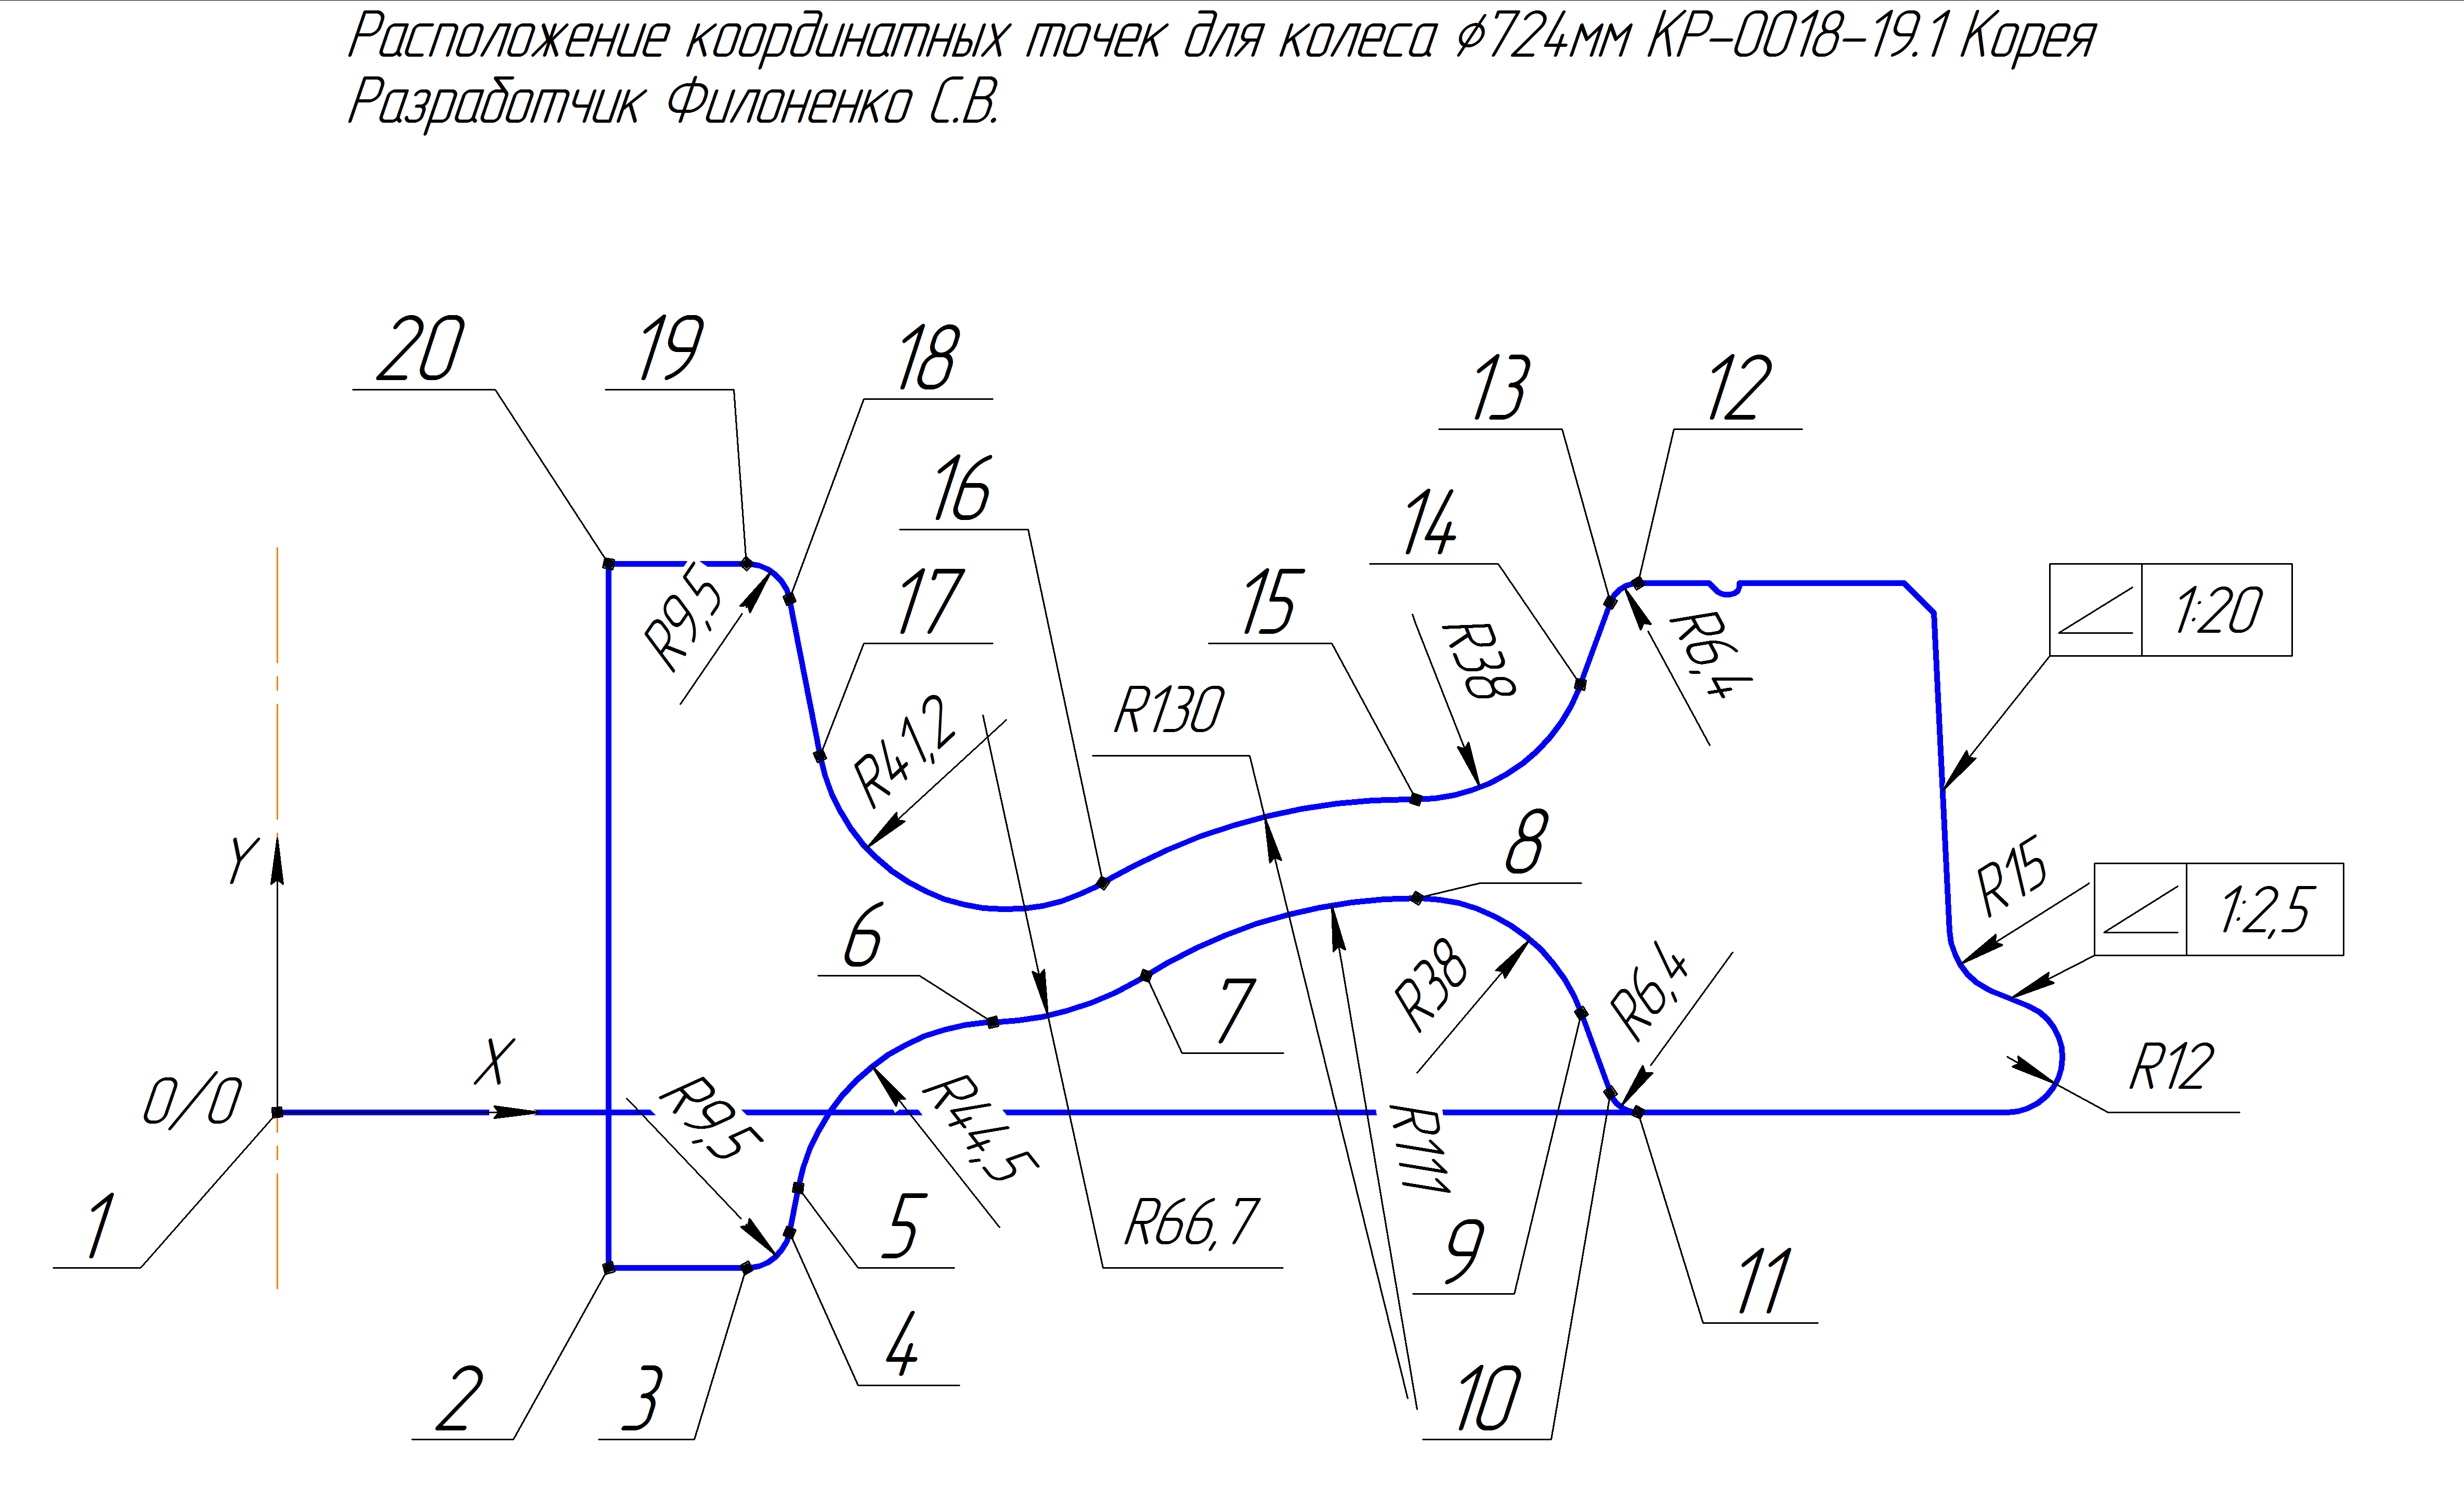 Расположение координатных точек для колеса ϕ724мм КР-0018-19.1 Корея
Разработчик Филоненко С.В.
20
19
18
13
12
16
14
17
15
R9,5
R38
R6,4
1:20
R41,2
R130
8
Y
R15
1:2,5
6
R38
R6,4
7
X
0/0
R12
R9,5
R44,5
R111
1
5
R66,7
9
11
4
2
3
10